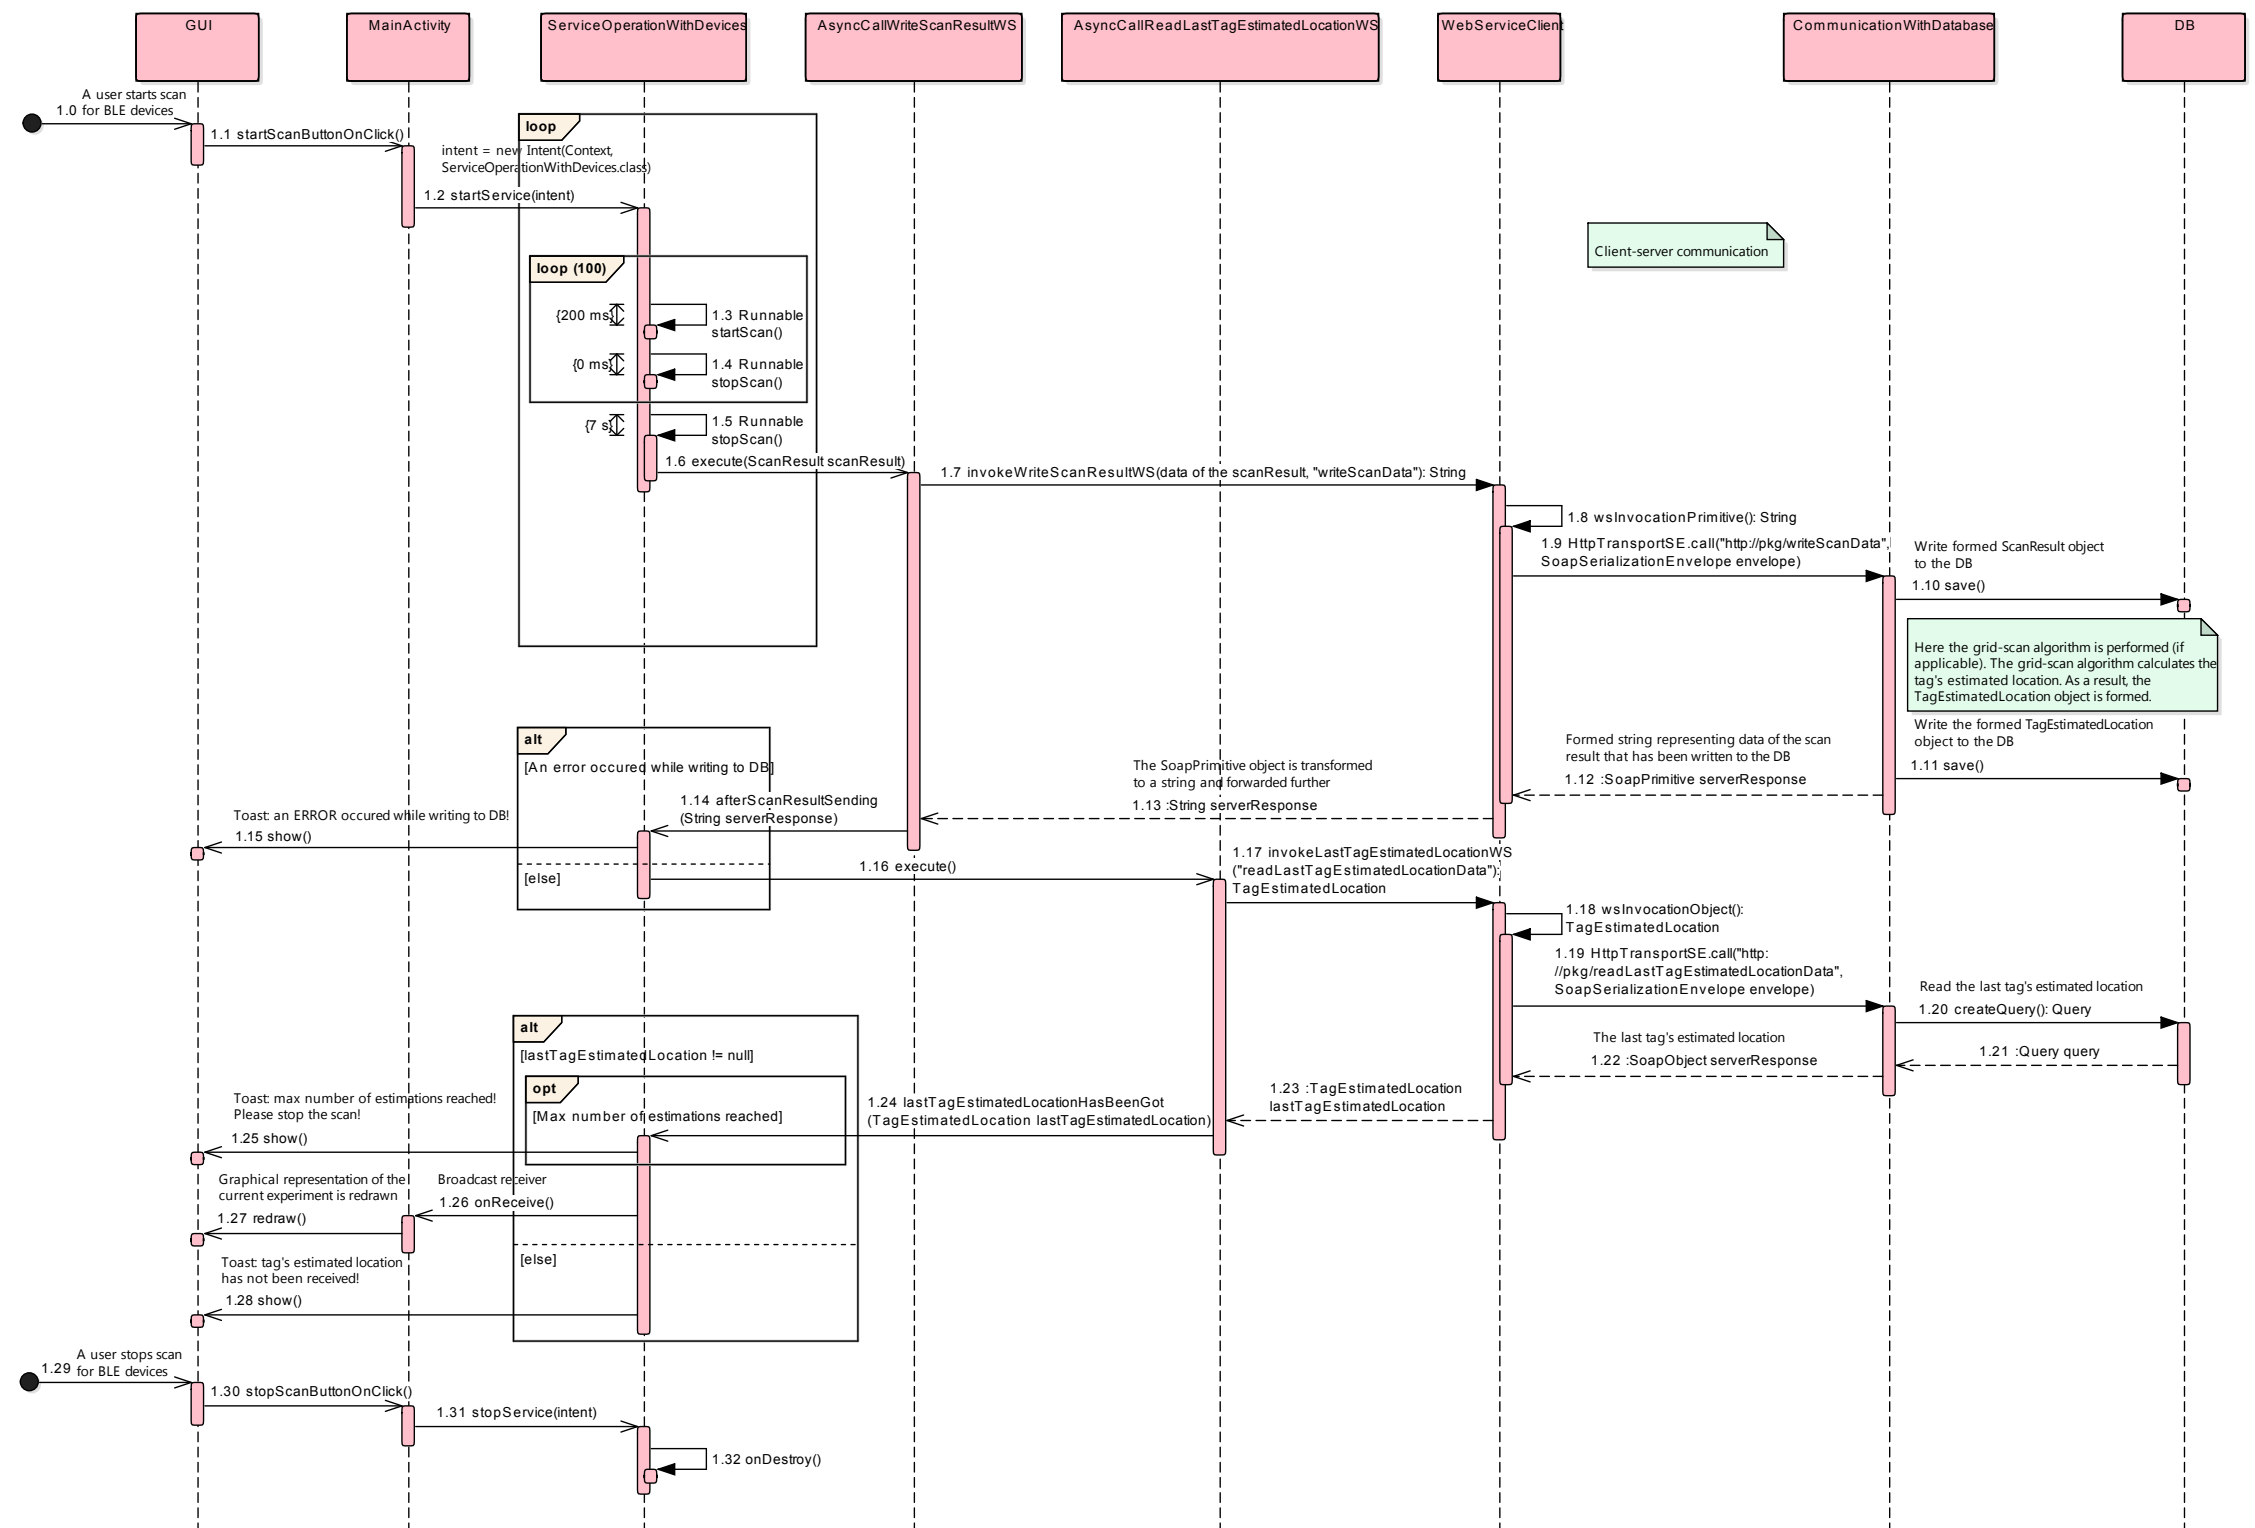 GUI
MainActivity
ServiceOperationWithDevices
AsyncCallWriteScanResultWS
AsyncCallReadLastTagEstimatedLocationWS
WebServiceClient
CommunicationWithDatabase
DB
A user starts scan
1.0 for BLE devices
1.1 startScanButtonOnClick()
loop
intent = new Intent(Context,
ServiceOperationWithDevices.class)
1.2 startService(intent)
Client-server communication
loop (100)
{200 ms}
1.3 Runnable
startScan()
{0 ms}
1.4 Runnable
stopScan()
{7 s}
1.5 Runnable
stopScan()
1.6 execute(ScanResult scanResult)
1.7 invokeWriteScanResultWS(data of the scanResult, "writeScanData"): String
1.8 wsInvocationPrimitive(): String
1.9 HttpTransportSE.call("http://pkg/writeScanData",
SoapSerializationEnvelope envelope)
Write formed ScanResult object
to the DB
1.10 save()
Here the grid-scan algorithm is performed (if
applicable). The grid-scan algorithm calculates the
tag's estimated location. As a result, the
TagEstimatedLocation object is formed.
Write the formed TagEstimatedLocation
object to the DB
1.11 save()
Formed string representing data of the scan
result that has been written to the DB
1.12 :SoapPrimitive serverResponse
The SoapPrimitive object is transformed
to a string and forwarded further
1.13 :String serverResponse
alt
[An error occured while writing to DB]
1.14 afterScanResultSending
(String serverResponse)
Toast: an ERROR occured while writing to DB!
1.15 show()
[else]
1.16 execute()
1.17 invokeLastTagEstimatedLocationWS
("readLastTagEstimatedLocationData"):
TagEstimatedLocation
1.18 wsInvocationObject():
TagEstimatedLocation
1.19 HttpTransportSE.call("http:
//pkg/readLastTagEstimatedLocationData",
SoapSerializationEnvelope envelope)
Read the last tag's estimated location
1.20 createQuery(): Query
1.21 :Query query
The last tag's estimated location
1.22 :SoapObject serverResponse
1.23 :TagEstimatedLocation
lastTagEstimatedLocation
alt
[lastTagEstimatedLocation != null]
opt
[Max number of estimations reached]
1.24 lastTagEstimatedLocationHasBeenGot
(TagEstimatedLocation lastTagEstimatedLocation)
Toast: max number of estimations reached!
Please stop the scan!
1.25 show()
Broadcast receiver
1.26 onReceive()
Graphical representation of the
current experiment is redrawn
1.27 redraw()
[else]
Toast: tag's estimated location
has not been received!
1.28 show()
A user stops scan
1.29 for BLE devices
1.30 stopScanButtonOnClick()
1.31 stopService(intent)
1.32 onDestroy()